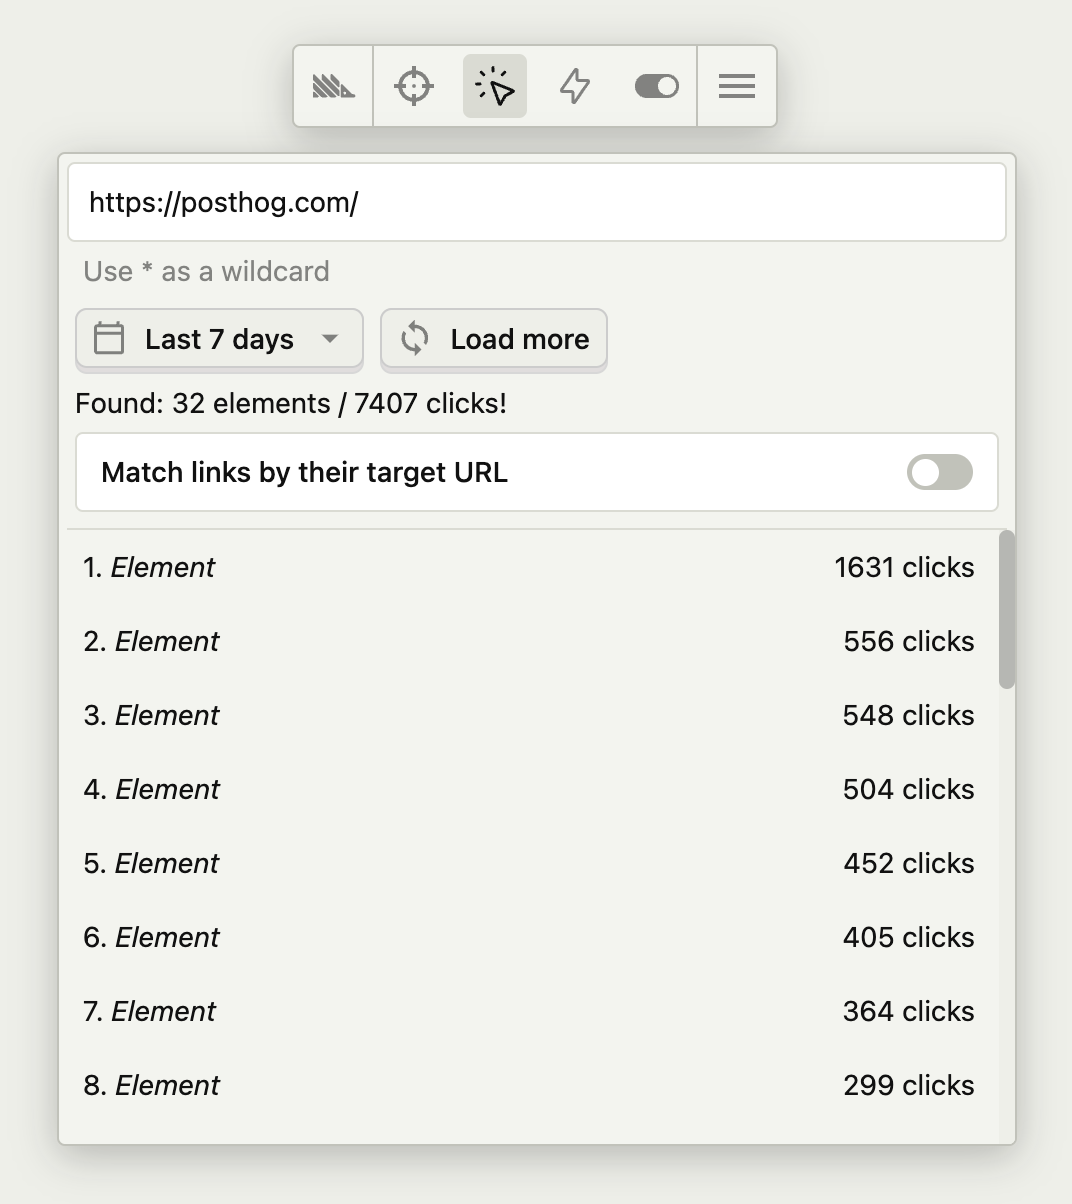 https://posthog.com/
Use * as a wildcard
Last 7 days Load more
Found: 32 elements / 7407 clicks!
Match links by their target URL
1. Element 1631 clicks
2. Element 556 clicks
3. Element 548 clicks
4. Element 504 clicks
5. Element 452 clicks
6. Element 405 clicks
7. Element 364 clicks
8. Element 299 clicks